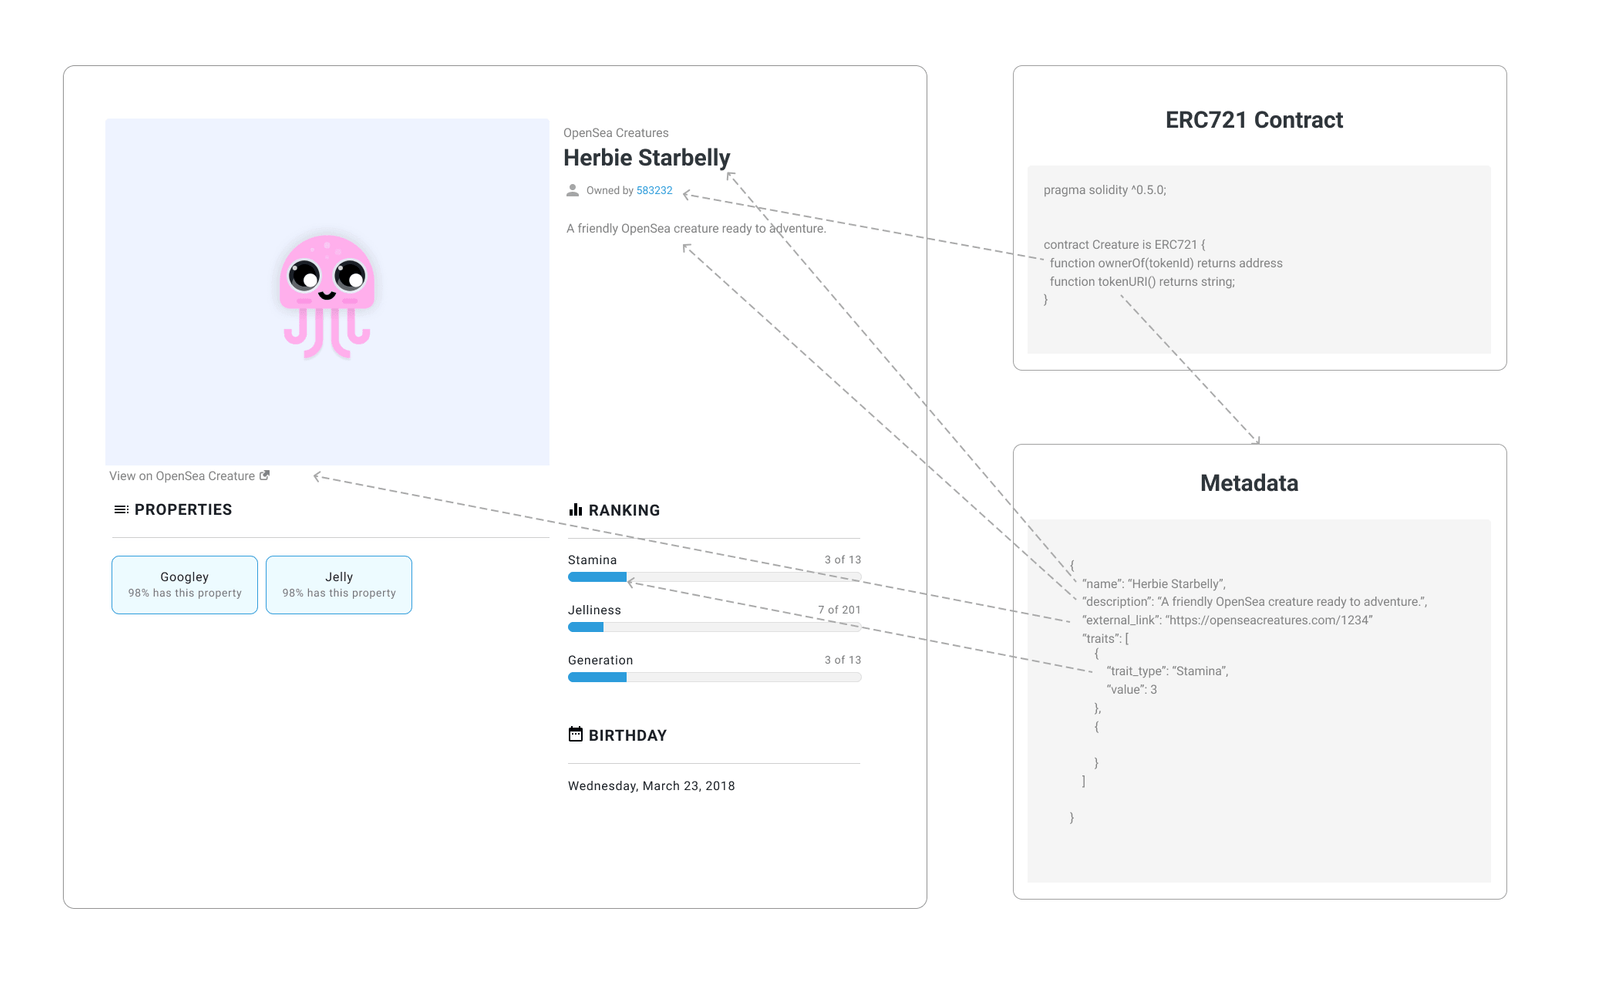 OpenSea Creatures
Herbie Starbelly
Owned by 583232
A friendly OpenSea creature ready to adventure.
View on OpenSea Creature
PROPERTIES
Googley
98% has this property
Jelly
98% has this property
RANKING
Stamina 3 of 13
Jelliness 7 of 201
Generation 3 of 13
BIRTHDAY
Wednesday, March 23, 2018
ERC721 Contract
pragma solidity ^0.5.0;
contract Creature is ERC721 {
function ownerOf(tokenId) returns address
function tokenURI() returns string;
}
Metadata
{
“name”: “Herbie Starbelly”,
“description”: “A friendly OpenSea creature ready to adventure.”,
“external_link”: “https://openseacreatures.com/1234”
“traits”: [
{
“trait_type”: “Stamina”,
“value”: 3
},
{
}
]
}